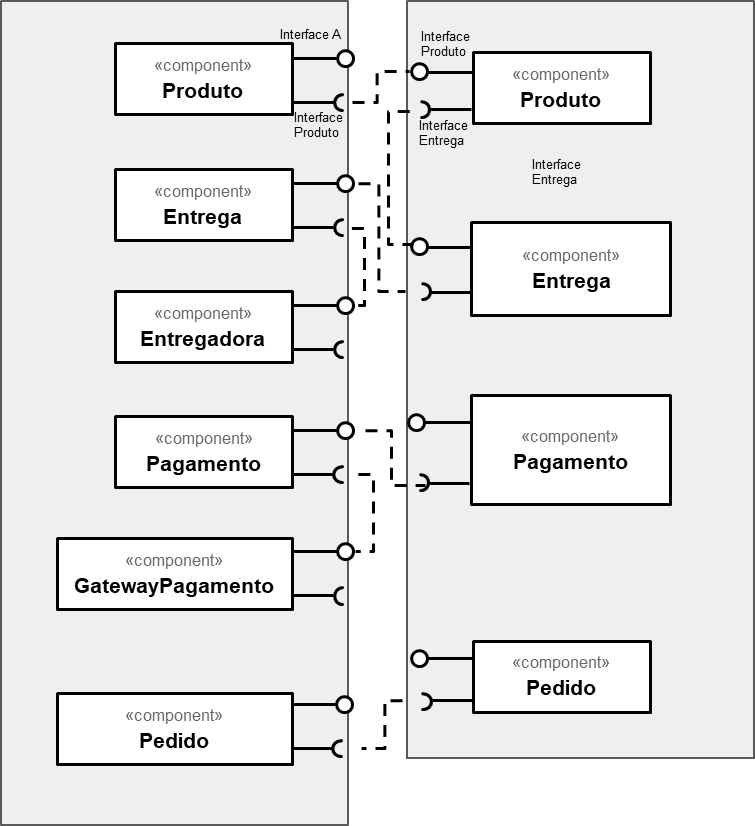 Interface A
«component»
Produto
Interface
Produto
«component»
Entrega
«component»
Entregadora
«component»
Pagamento
«component»
GatewayPagamento
«component»
Pedido
Interface
Produto
«component»
Produto
Interface
Entrega
Interface
Entrega
«component»
Entrega
«component»
Pagamento
«component»
Pedido